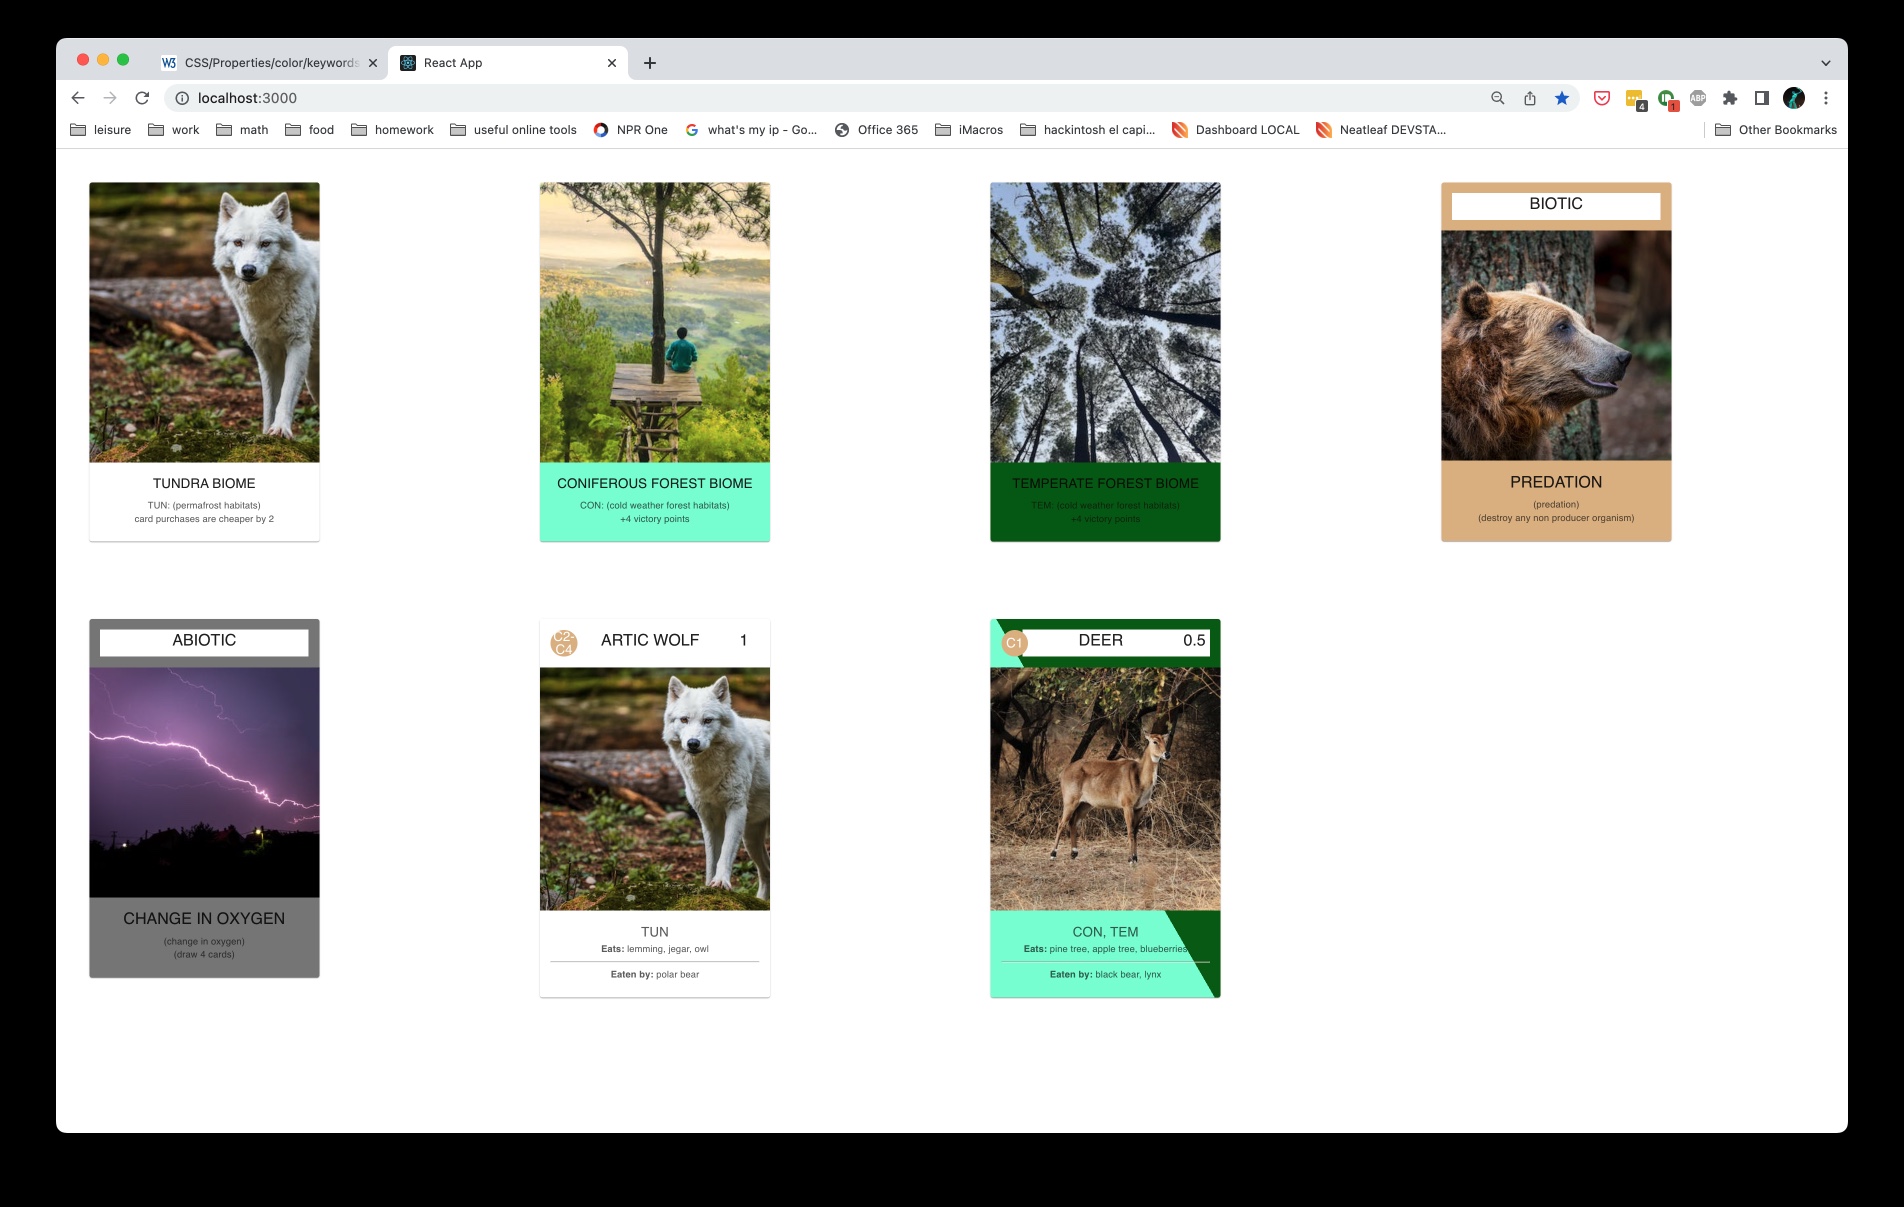 CSS/Properties/color/keywords
React App
localhost:3000
4
1
ABP
leisure
work
math
food
homework
useful online tools
NPR One
what's my ip - Go...
Office 365
iMacros
hackintosh el capi...
Dashboard LOCAL
Neatleaf DEVSTA...
Other Bookmarks
TUNDRA BIOME
TUN: (permafrost habitats)
card purchases are cheaper by 2
CONIFEROUS FOREST BIOME
CON: (cold weather forest habitats)
+4 victory points
TEMPERATE FOREST BIOME
TEM: (cold weather forest habitats)
+4 victory points
BIOTIC
PREDATION
(predation)
(destroy any non producer organism)
ABIOTIC
CHANGE IN OXYGEN
(change in oxygen)
(draw 4 cards)
C2-
C4
ARTIC WOLF 1
TUN
Eats: lemming, jegar, owl
Eaten by: polar bear
C1 DEER 0.5
CON, TEM
Eats: pine tree, apple tree, blueberries
Eaten by: black bear, lynx